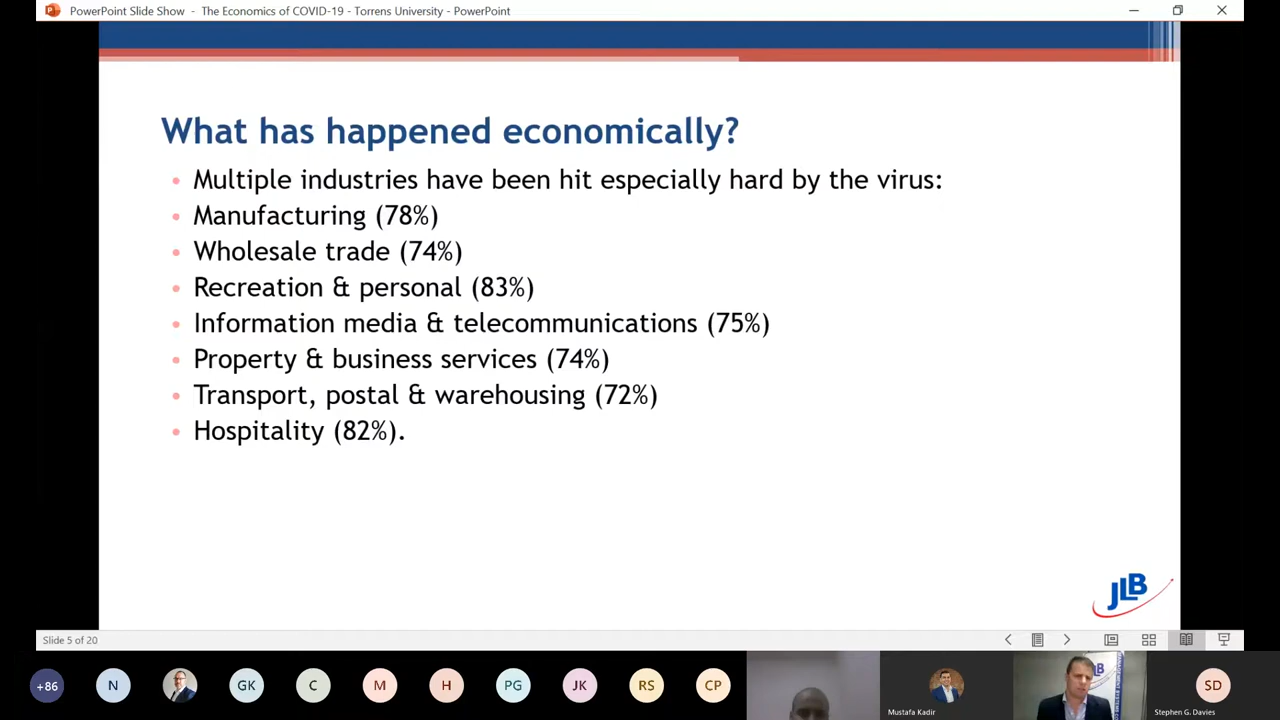 PowerPoint Slide Show - The Economics of COVID-19 - Torrens University - PowerPoint
What has happened economically?
• Multiple industries have been hit especially hard by the virus:
• Manufacturing (78%)
• Wholesale trade (74%)
• Recreation & personal (83%)
• Information media & telecommunications (75%)
• Property & business services (74%)
• Transport, postal & warehousing (72%)
• Hospitality (82%).
JLB
Slide 5 of 20
+86
N
GK
C
M
H
PG
JK
RS
CP
Mustafa Kadir
LB
SD
Stephen G. Davies